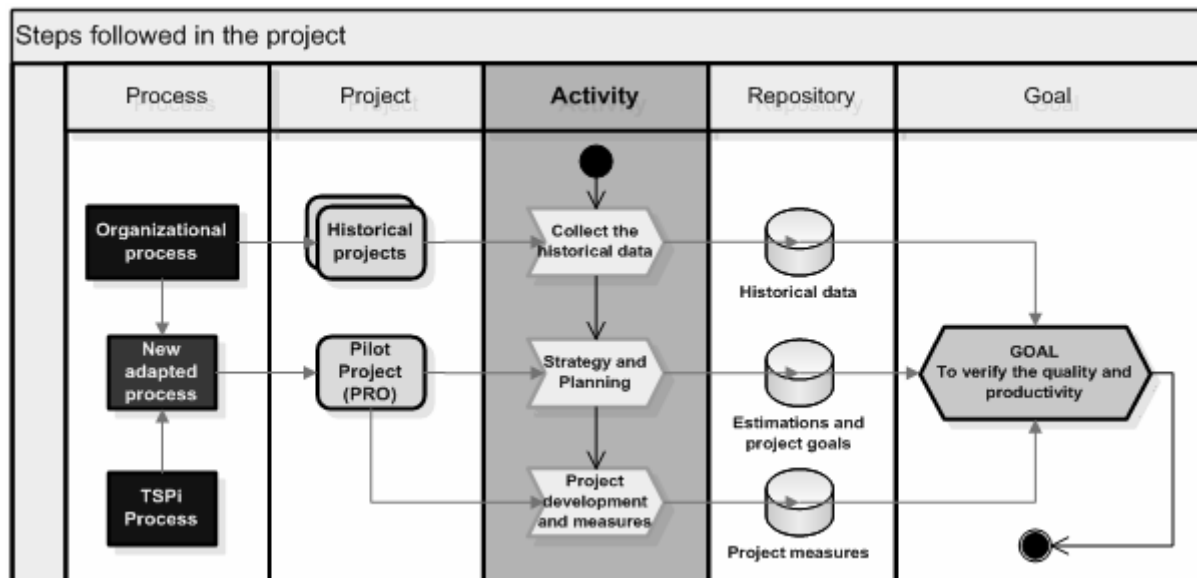 Steps followed in the project
Process
Project
Activity
Repository
Goal
Organizational
process
Historical
projects
Collect the
historical data
Historical data
New
adapted
process
Pilot
Project
(PRO)
Strategy and
Planning
Estimations and
project goals
GOAL
To verify the quality and
productivity
TSPi
Process
Project
development
and measures
Project measures